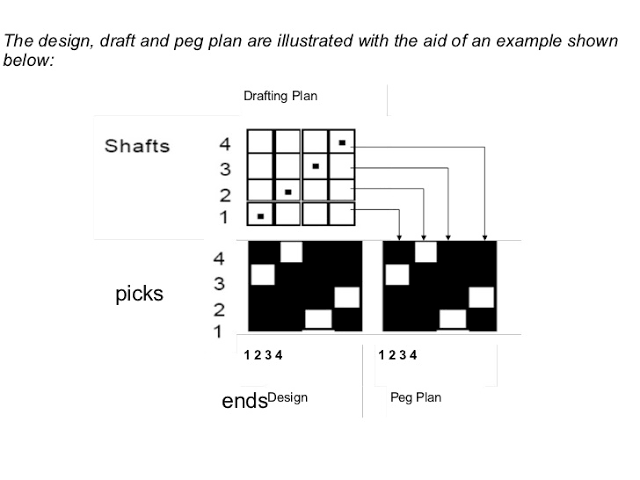 The design, draft and peg plan are illustrated with the aid of an example shown
below:
Drafting Plan
Shafts
4
3
2
1
picks
4
3
2
1
1 2 3 4
1 2 3 4
ends
Design
Peg Plan